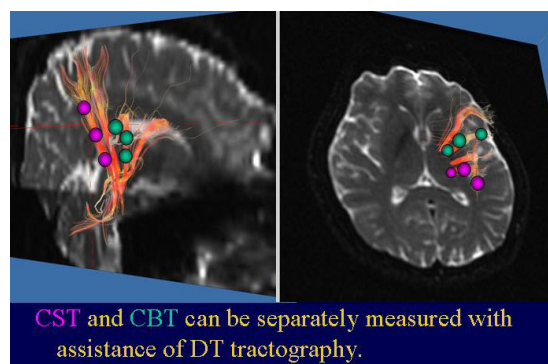 CST and CBT can be separately measured with
assistance of DT tractography.